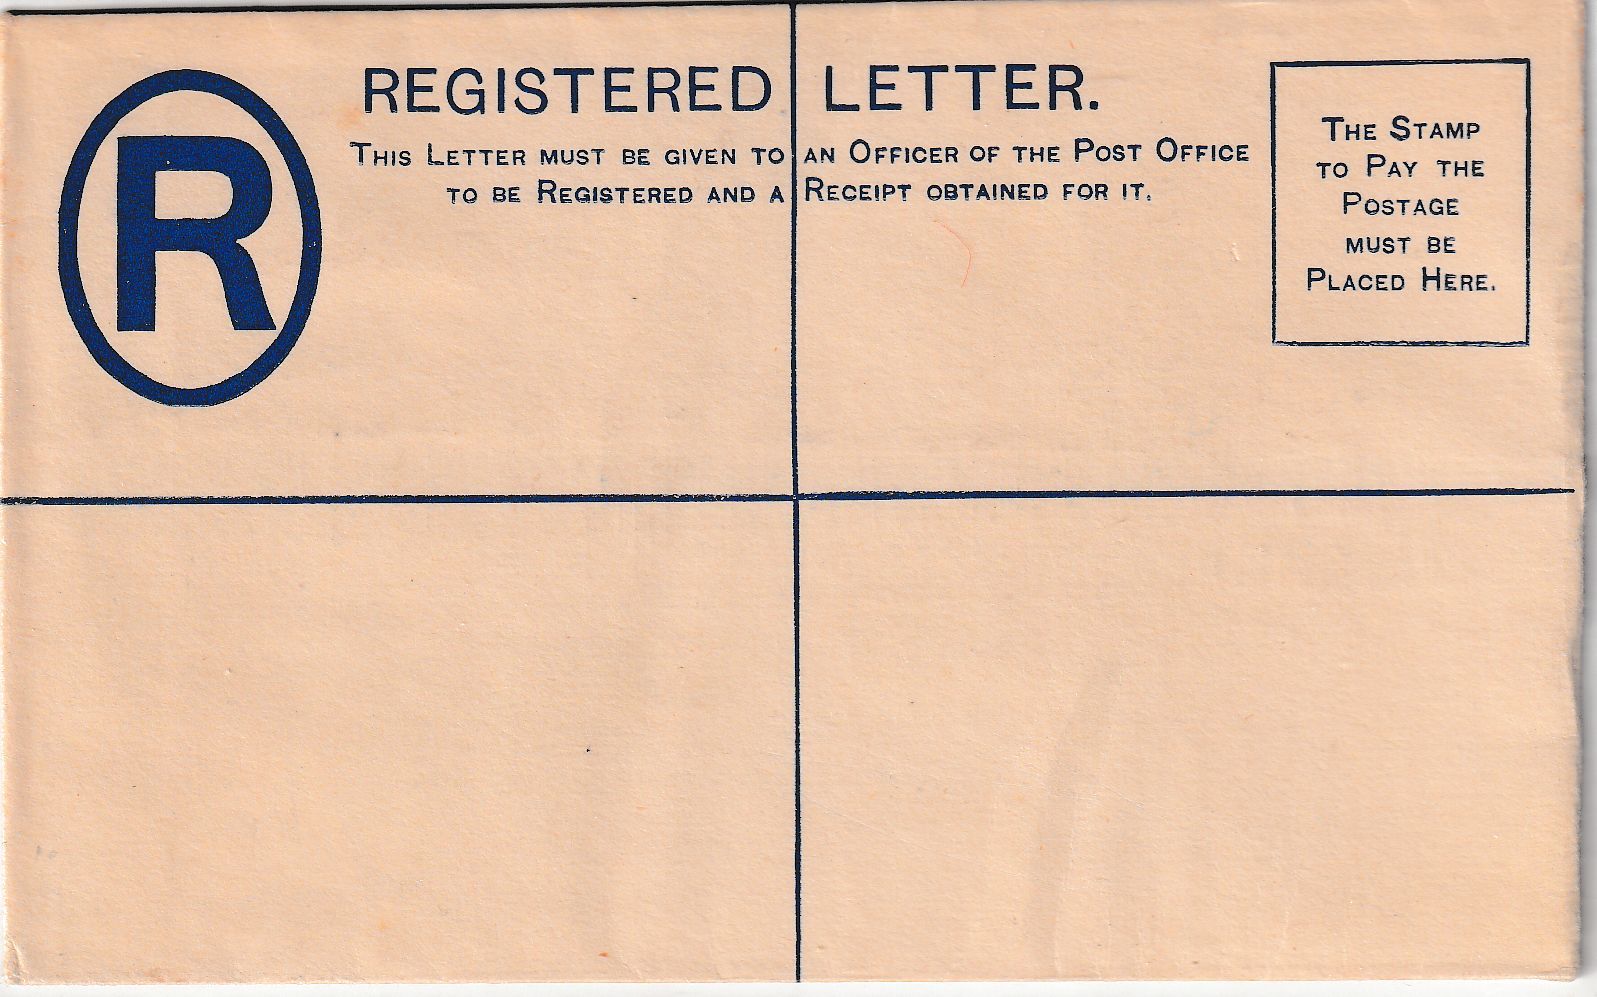 R
REGISTERED LETTER.
THIS LETTER MUST BE GIVEN TO AN OFFICER OF THE POST OFFICE
TO BE REGISTERED AND A RECEIPT OBTAINED FOR IT.
THE STAMP
TO PAY THE
POSTAGE
MUST BE
PLACED HERE.